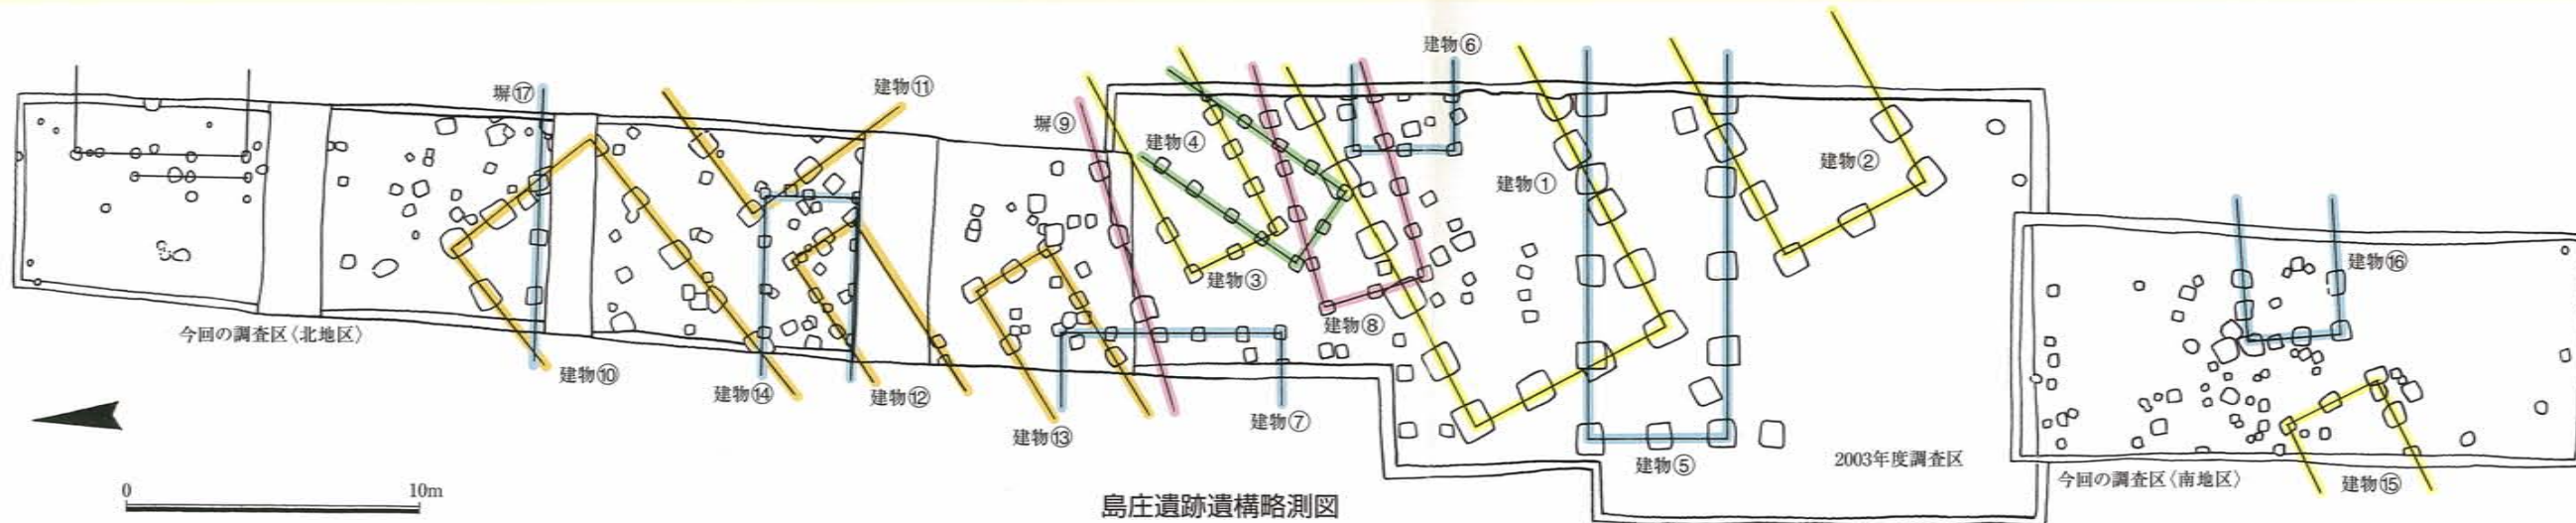 建物⑥
建物⑪
塀⑰
塀⑨
建物④
建物②
建物①
建物③
建物⑯
建物⑧
今回の調査区〈北地区〉
建物⑩
建物⑭
建物⑫
建物⑦
建物⑬
建物⑤
2003年度調査区
今回の調査区〈南地区〉
建物⑮
0 10m
島庄遺跡遺構略測図